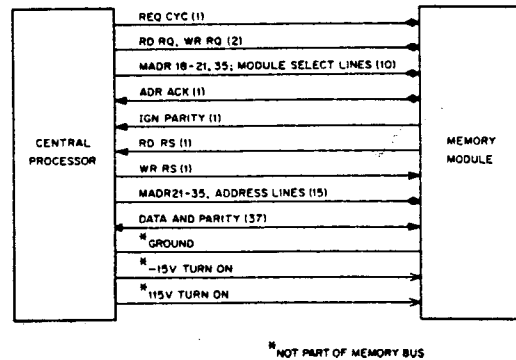 REQ CYC (1)
RD RQ, WR RQ (2)
MADR 18-21, 35; MODULE SELECT LINES (10)
ADR ACK (1)
IGN PARITY (1)
CENTRAL
PROCESSOR
RD RS (1)
MEMORY
MODULE
WR RS (1)
MADR21-35, ADDRESS LINES (15)
DATA AND PARITY (37)
*GROUND
*-15V TURN ON
*115V TURN ON
*NOT PART OF MEMORY BUS